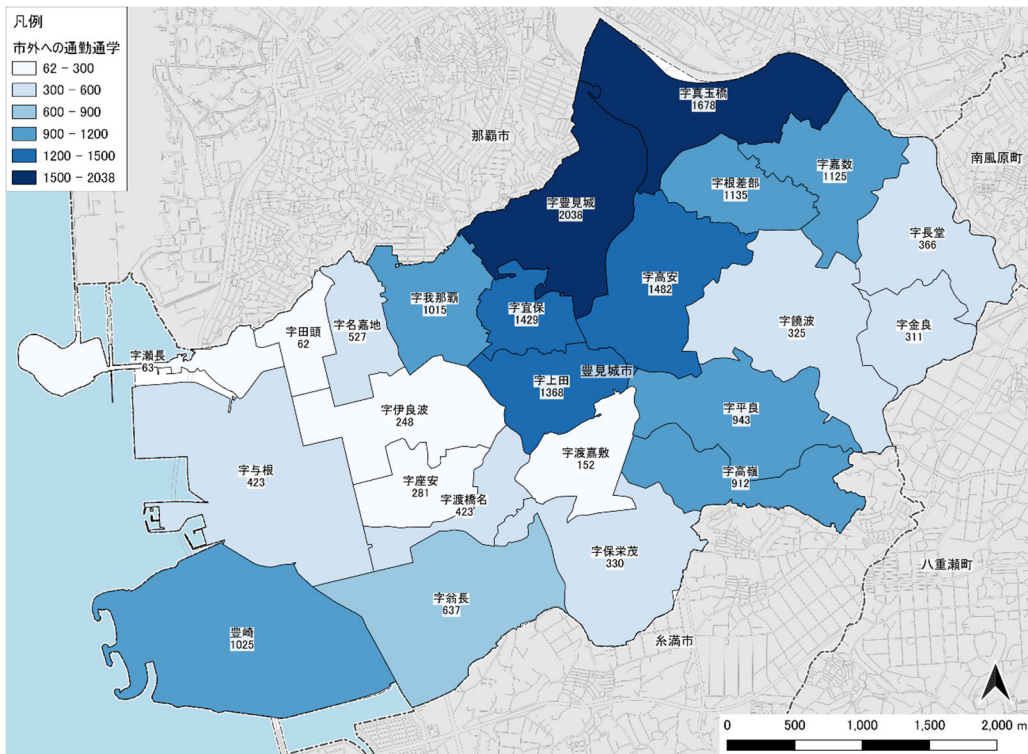 凡例
市外への通勤通学
62 - 300
300 - 600
600 - 900
900 - 1200
1200 - 1500
1500 - 2038
字真玉橋
1678
那覇市
字嘉数
1125
南風原町
字根差部
1135
字豊見城
2038
字長堂
366
字高安
1482
字我那覇
1015
字宜保
1429
字饒波
325
字金良
311
字田頭
62
字名嘉地
527
字瀬長
63
字上田
1368
豊見城市
字平良
943
字伊良波
248
字渡嘉敷
152
字高嶺
912
字与根
423
字座安
281
字渡橋名
423
字保栄茂
330
八重瀬町
字翁長
637
豊崎
1025
糸満市
0 500 1,000 1,500 2,000 m